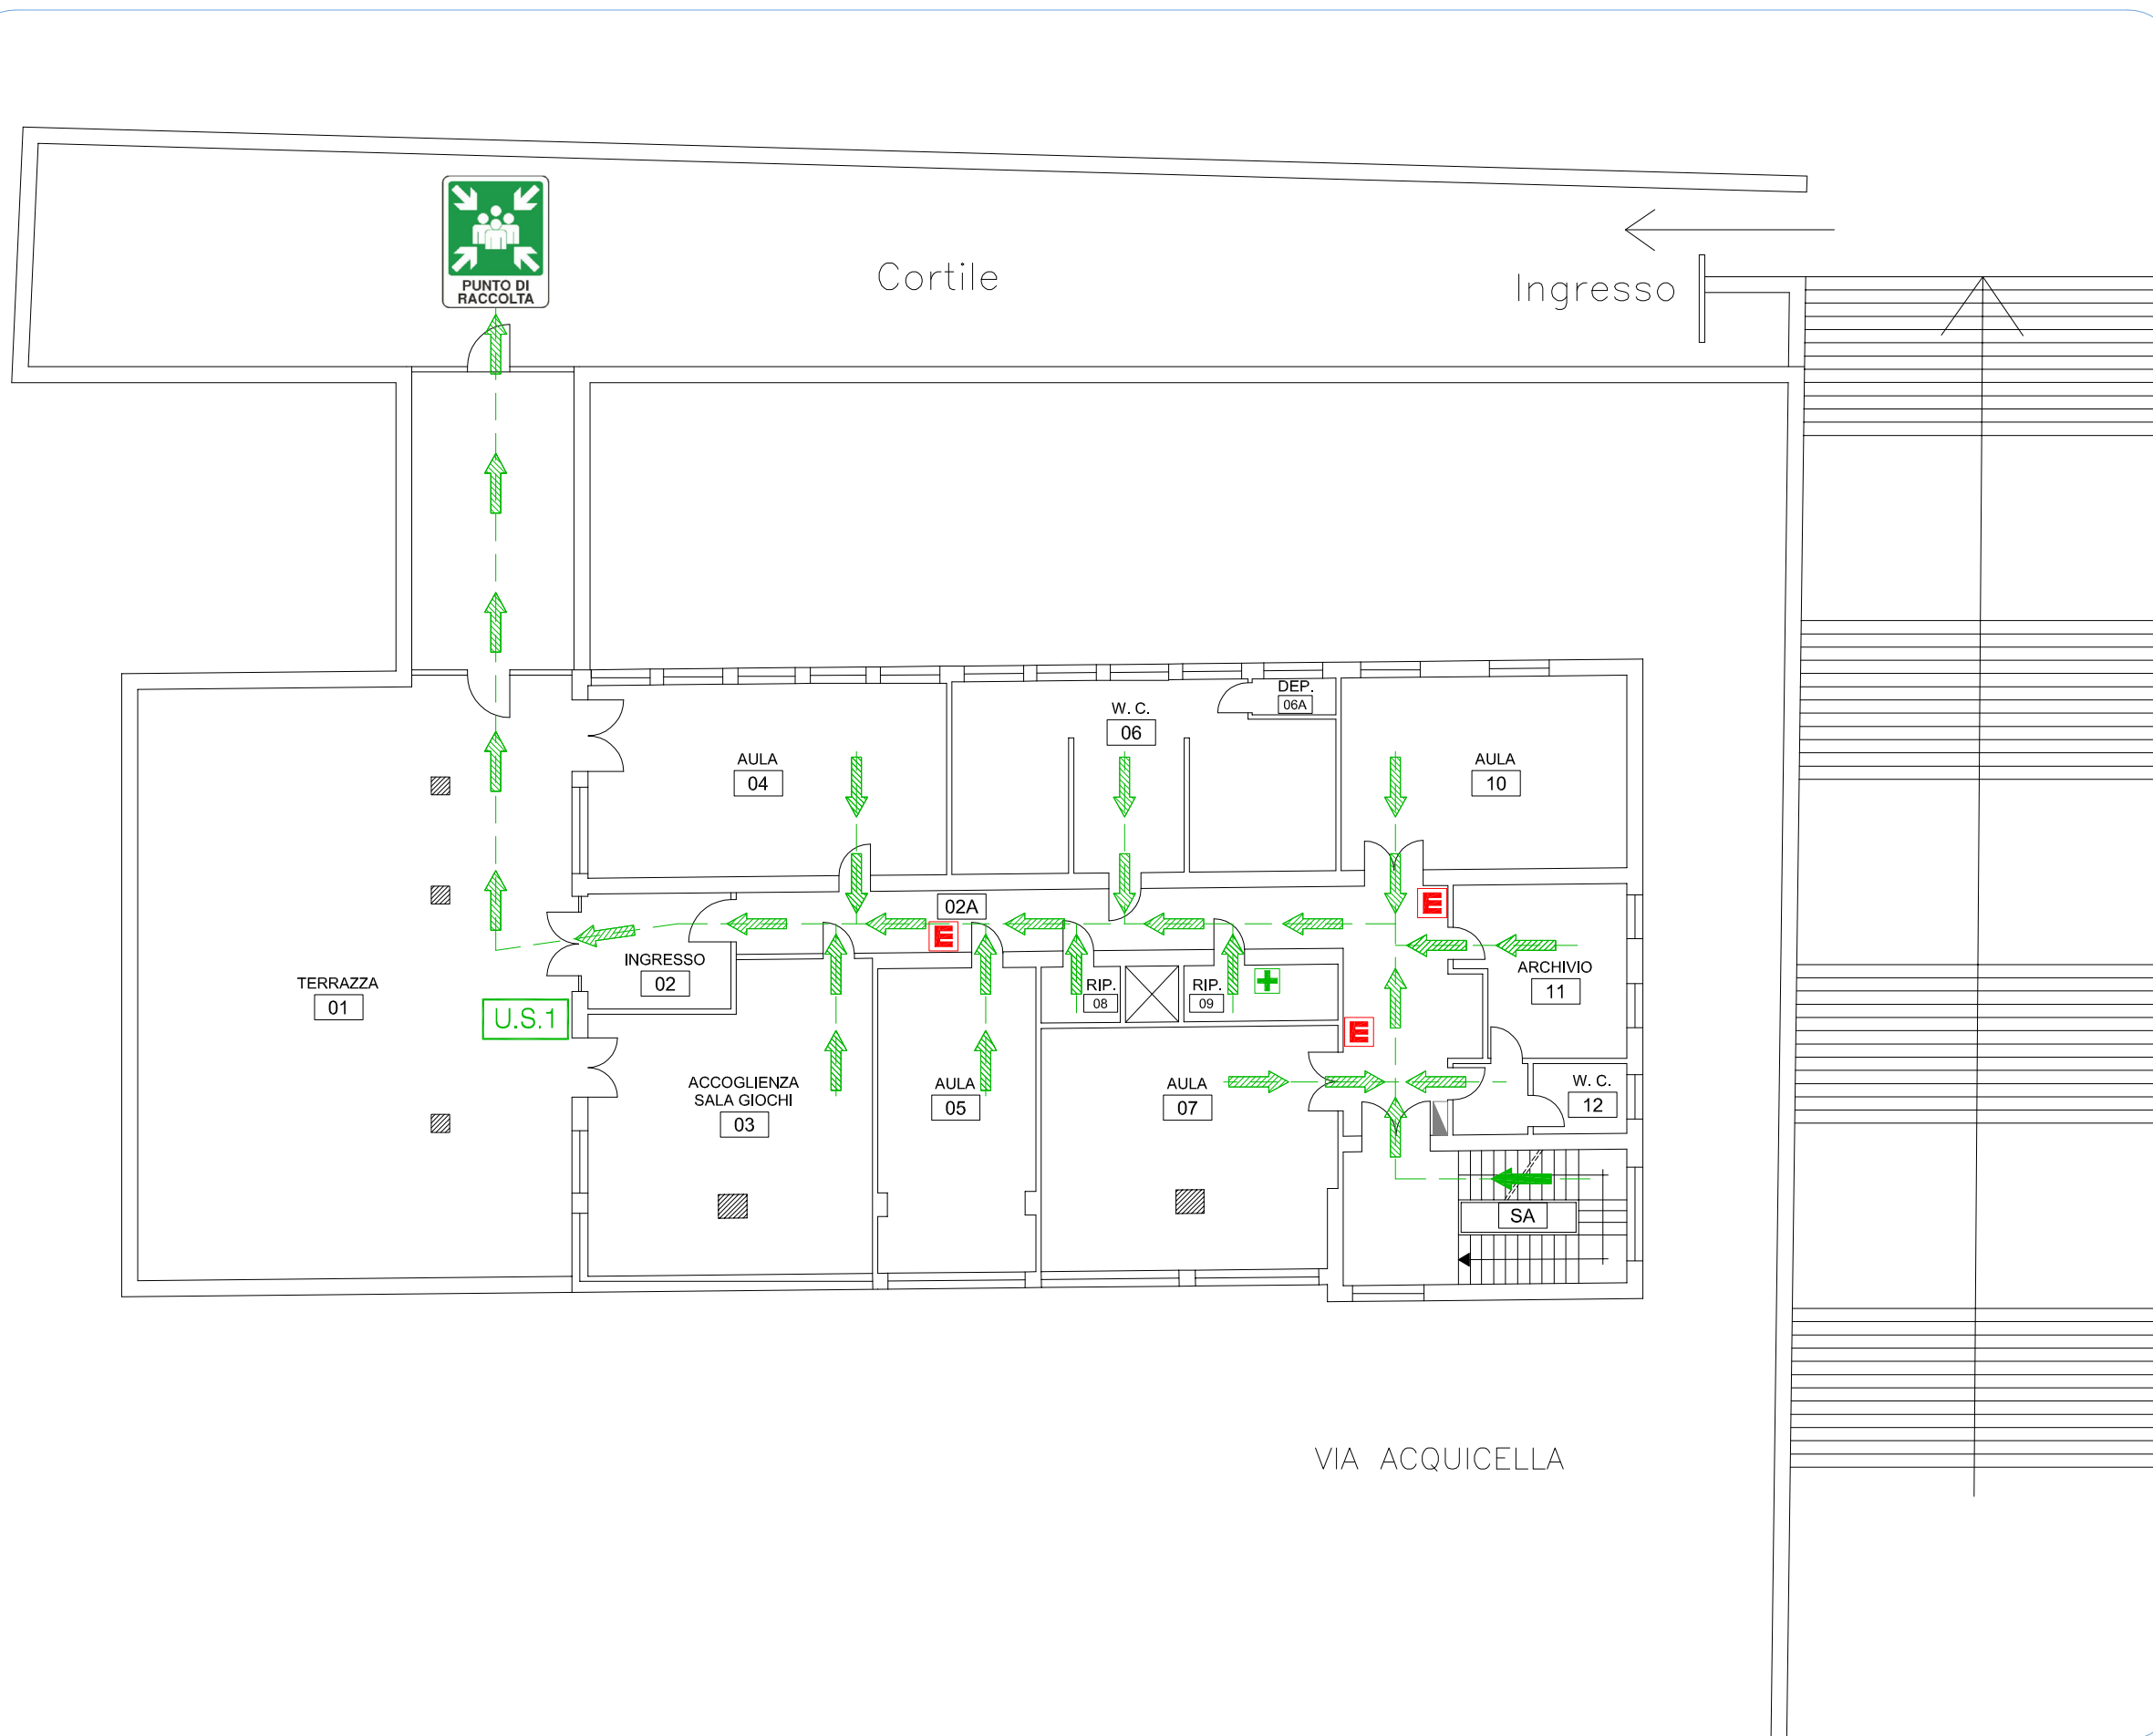 PUNTO DI
RACCOLTA
Cortile
Ingresso
DEP.
06A
W. C.
06
AULA
04
AULA
10
02A
E
E
INGRESSO
02
TERRAZZA
01
U.S.1
RIP.
08
RIP.
09
ARCHIVIO
11
E
ACCOGLIENZA
SALA GIOCHI
03
AULA
05
AULA
07
W. C.
12
SA
VIA ACQUICELLA